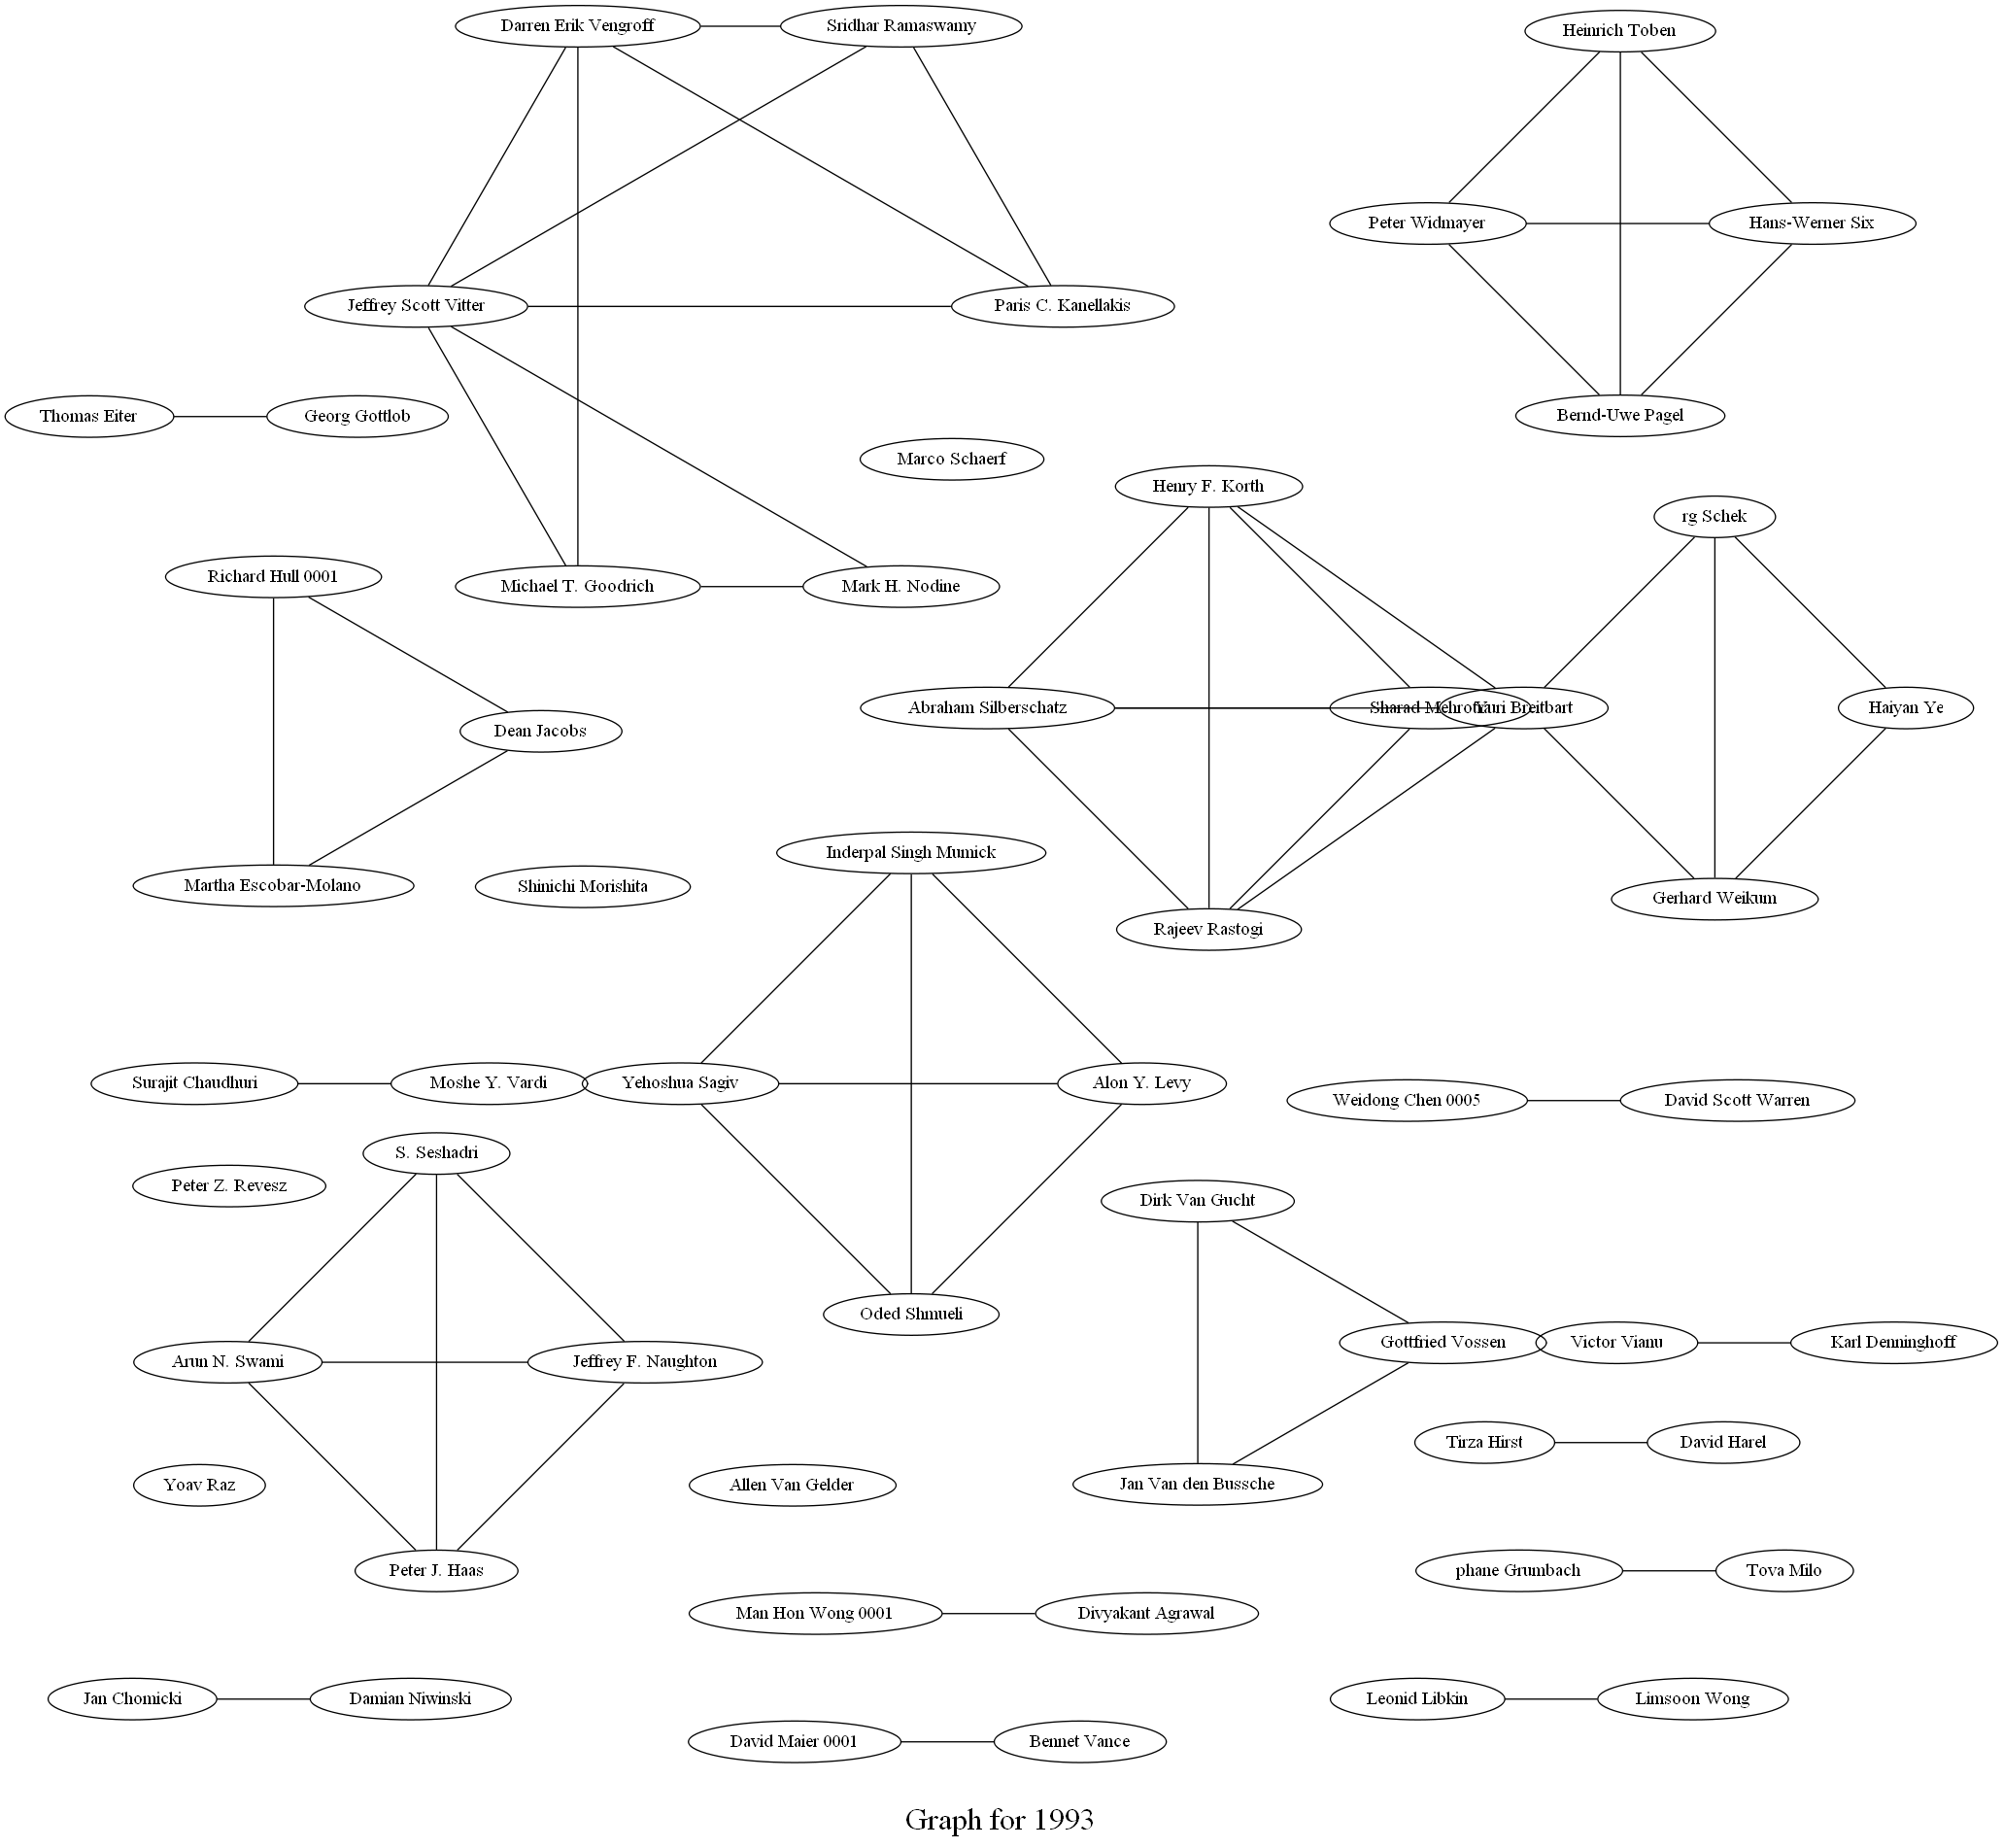 Darren Erik Vengroff
Sridhar Ramaswamy
Heinrich Toben
Peter Widmayer
Hans-Werner Six
Jeffrey Scott Vitter
Paris C. Kanellakis
Thomas Eiter
Georg Gottlob
Bernd-Uwe Pagel
Marco Schaerf
Henry F. Korth
rg Schek
Richard Hull 0001
Michael T. Goodrich
Mark H. Nodine
Dean Jacobs
Abraham Silberschatz
Sharad Mehrotra
Yuri Breitbart
Haiyan Ye
Inderpal Singh Mumick
Martha Escobar-Molano
Shinichi Morishita
Rajeev Rastogi
Gerhard Weikum
Surajit Chaudhuri
Moshe Y. Vardi
Yehoshua Sagiv
Alon Y. Levy
Weidong Chen 0005
David Scott Warren
S. Seshadri
Peter Z. Revesz
Dirk Van Gucht
Oded Shmueli
Arun N. Swami
Jeffrey F. Naughton
Gottfried Vossen
Victor Vianu
Karl Denninghoff
Tirza Hirst
David Harel
Yoav Raz
Allen Van Gelder
Jan Van den Bussche
Peter J. Haas
phane Grumbach
Tova Milo
Man Hon Wong 0001
Divyakant Agrawal
Jan Chomicki
Damian Niwinski
Leonid Libkin
Limsoon Wong
David Maier 0001
Bennet Vance
Graph for 1993